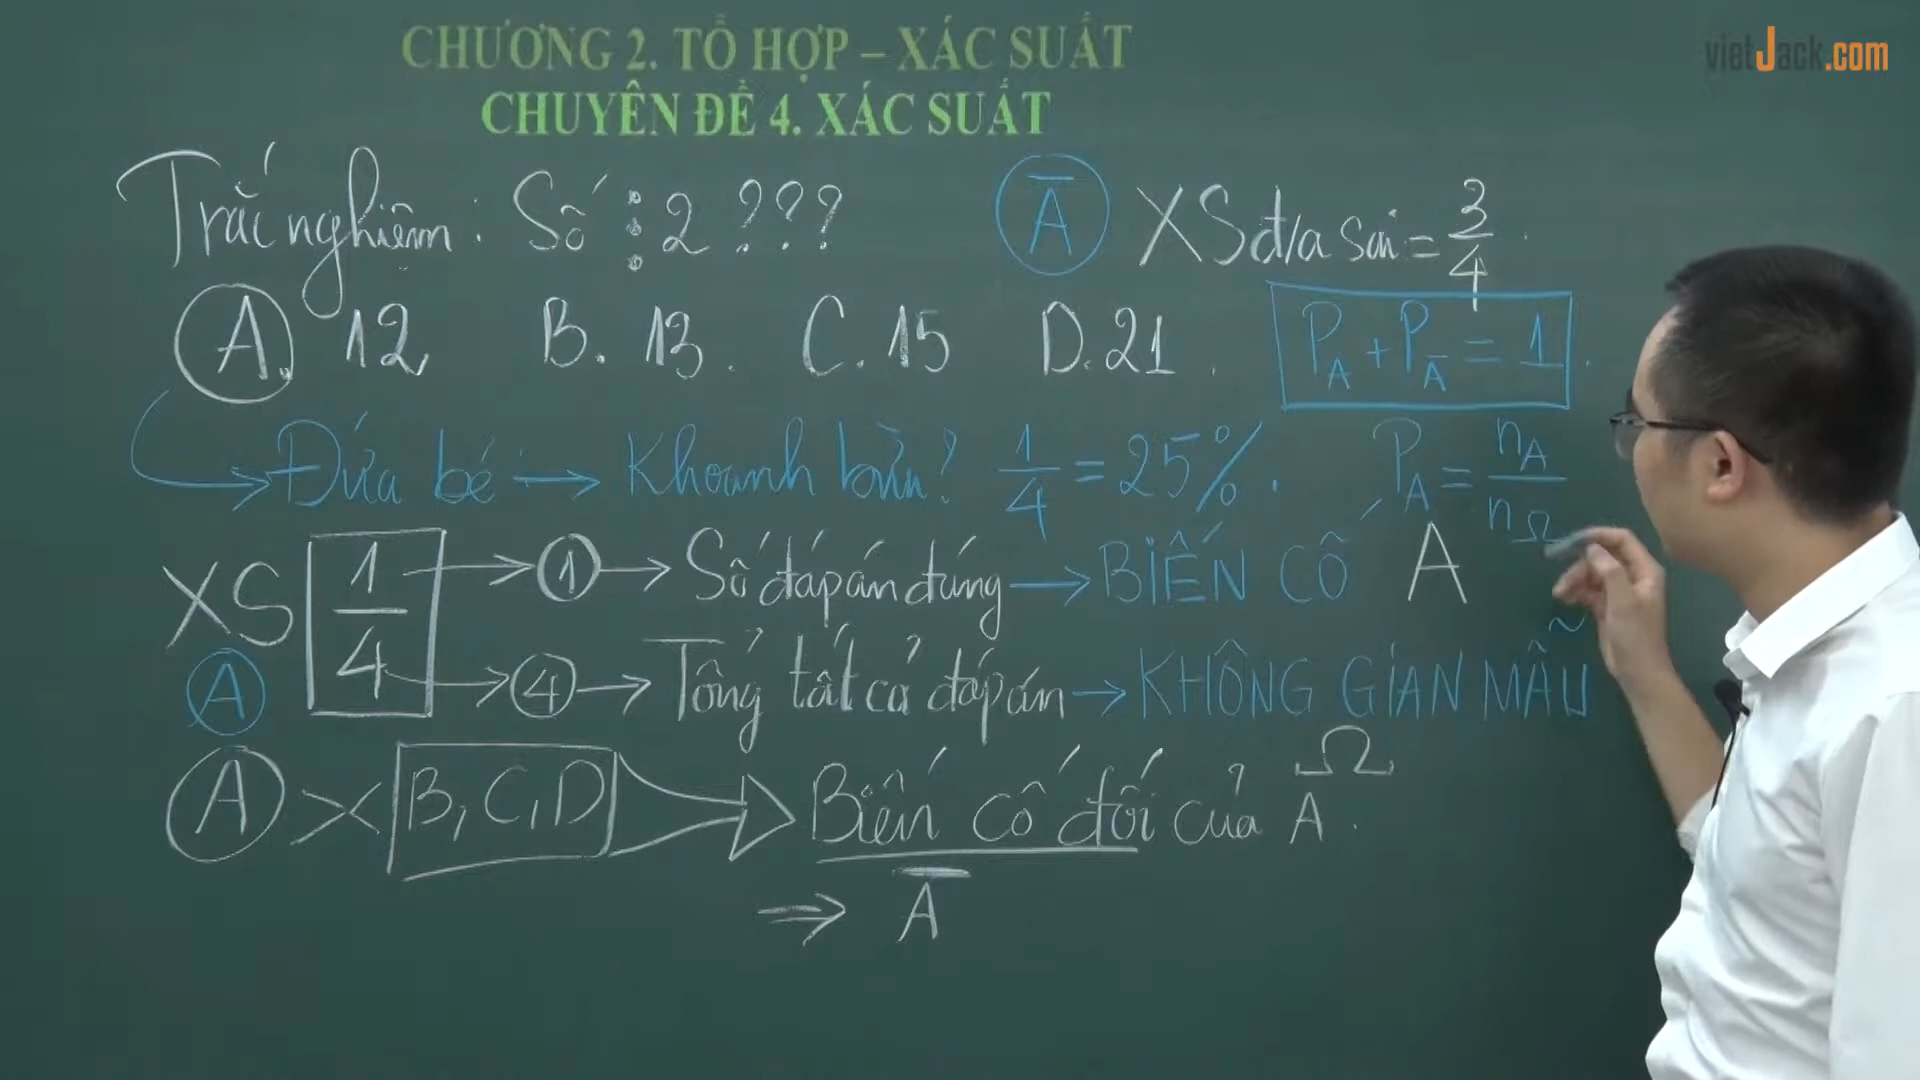 CHƯƠNG 2. TỔ HỢP – XÁC SUẤT
CHUYÊN ĐỀ 4. XÁC SUẤT
vietJack.com
Trắc nghiệm: Số ⋮ 2 ???
A. 12 B. 13. C. 15 D. 21.
→ Đứa bé → Khoanh bừa? 1/4 = 25%.
XS 1/4 → 1 → Số đáp án đúng → BIẾN CỐ A
A → 4 → Tổng tất cả đáp án → KHÔNG GIAN MẪU
Ω
A X B, C, D ⇒ Biến cố đối của A.
⇒ A̅
A̅ XS đ/a sai = 3/4.
P_A + P_A̅ = 1.
P_A = n_A/n_Ω